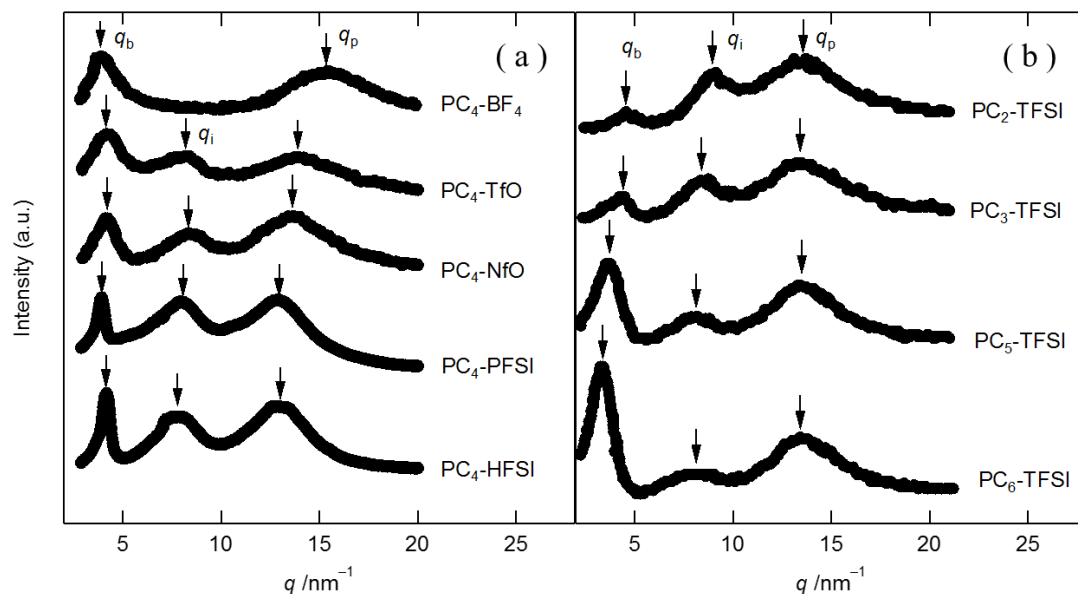 Intensity (a.u.)
( a )
q_b
q_p
PC₄-BF₄
q_i
PC₄-TfO
PC₄-NfO
PC₄-PFSI
PC₄-HFSI
5 10 15 20 25
q /nm⁻¹
( b )
q_b q_i q_p
PC₂-TFSI
PC₃-TFSI
PC₅-TFSI
PC₆-TFSI
5 10 15 20 25
q /nm⁻¹